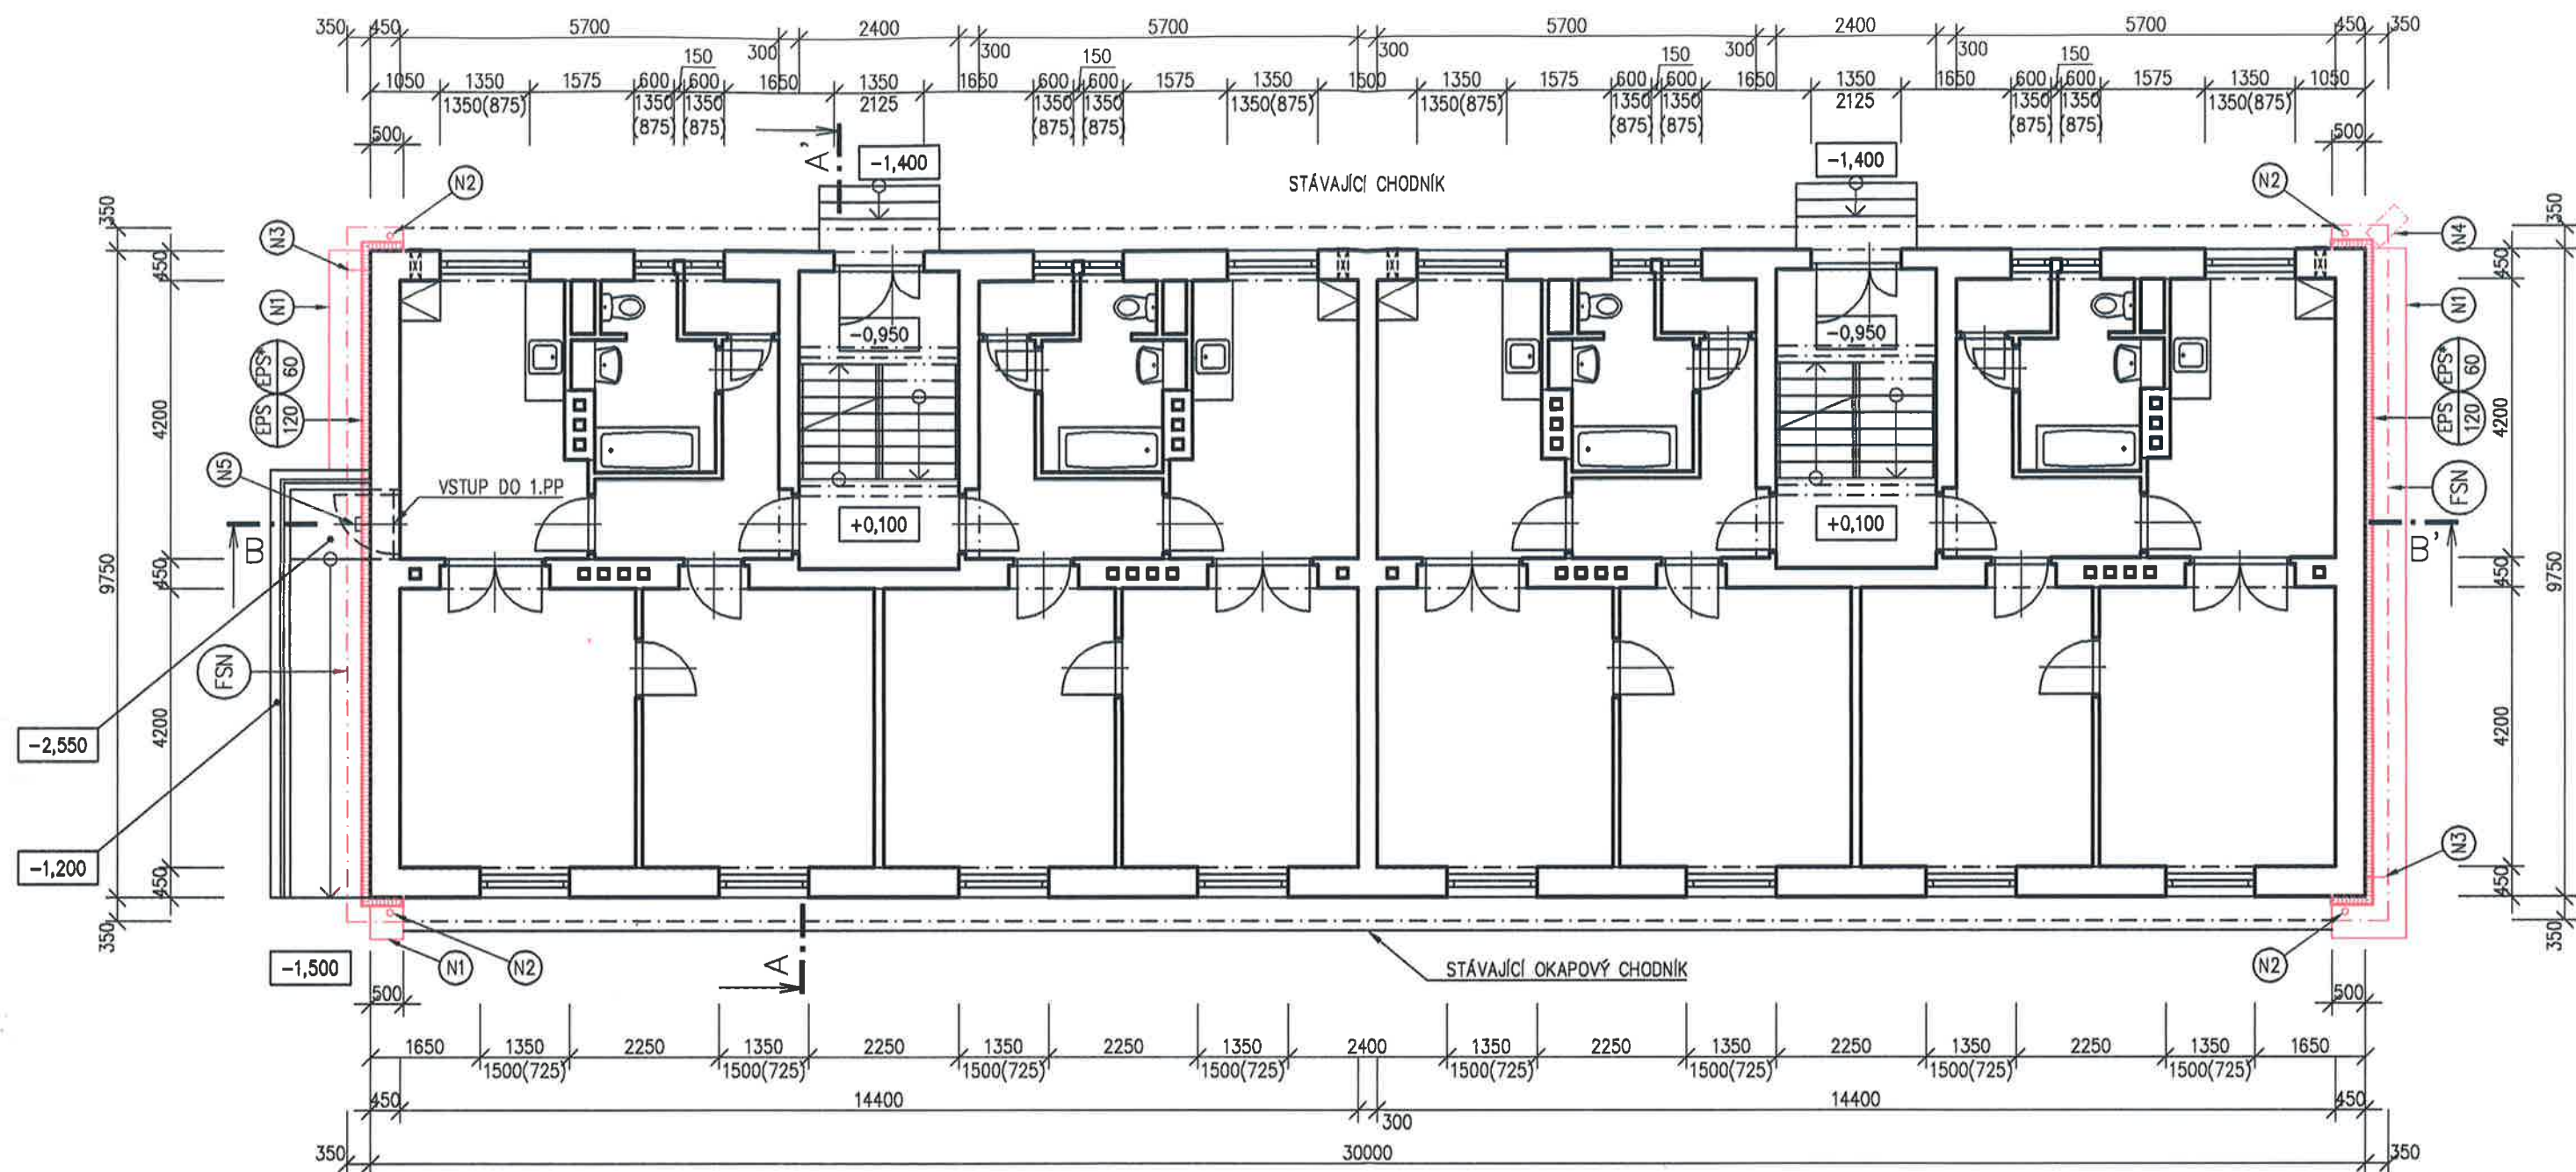 350 450 5700 2400 5700 5700 2400 5700 450 350
300 150 300 150 300 300 150 300 150
1050 1350 1575 600 600 1650 1350 1650 600 600 1575 1350 1500 1350 1575 600 600 1650 1350 1650 600 600 1575 1350 1050
1350(875) 1350 1350 2125 1350 1350 1350(875) 1350(875) 1350 1350 2125 1350 1350 1350(875)
(875) (875) (875) (875) (875) (875) (875) (875)
500 500
A'
-1,400 -1,400
STÁVAJÍCÍ CHODNÍK
N2 N2
350 350
N3 N4
450 450
N1 N1
-0,950 -0,950
EPS* 60 EPS* 60
EPS 120 EPS 120
4200 4200
N5 FSN
VSTUP DO 1.PP
+0,100 +0,100
B B'
9750 450 450 9750
FSN
4200 4200
-2,550
-1,200
N3
450 450
350 350
-1,500
N1 N2 A
STÁVAJÍCÍ OKAPOVÝ CHODNÍK
N2
500 500
1650 1350 2250 1350 2250 1350 2250 1350 2400 1350 2250 1350 2250 1350 2250 1350 1650
1500(725) 1500(725) 1500(725) 1500(725) 1500(725) 1500(725) 1500(725) 1500(725)
450 14400 14400 450
300
350 30000 350